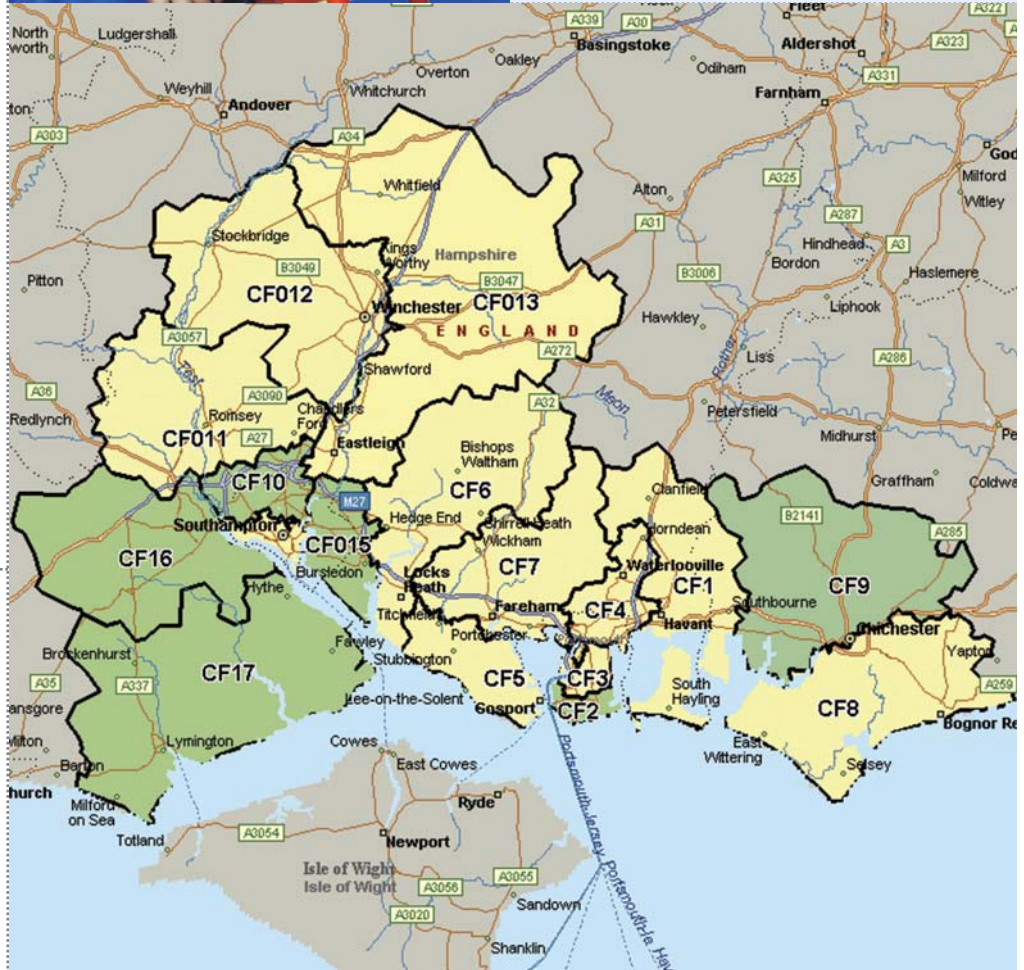 North
Ludgershall
A339
A30
Fleet
A322
A323
Basingstoke
Aldershot
Oakley
Odiham
Overton
A331
Weyhill
Whitchurch
Farnham
Andover
A303
A34
A325
Milford
Witley
Alton
Whitfield
A31
A287
Hindhead
A3
Stockbridge
Kings
Worthy
Hampshire
Bordon
Haslemere
B3049
B3047
B3006
Pitton
CF012
Winchester
CF013
Liphook
Hawkley
ENGLAND
A3057
A272
Liss
Rother
A286
Shawford
Test
A36
A3090
Meon
Petersfield
A32
Redlynch
Romsey
Chandlers
Ford
A27
CF011
Eastleigh
Midhurst
Bishops
Waltham
Graffham
CF10
Clanfield
CF6
M27
B2141
Southampton
Hedge End
Shirrell Heath
Horndean
A285
Wickham
CF16
CF015
CF7
Waterlooville
CF1
CF9
Bursledon
Locks
Heath
Hythe
Southbourne
Titchfield
Fareham
CF4
Havant
Chichester
Portchester
Fawley
Brockenhurst
Stubbington
Yapton
CF17
CF5
CF3
A35
A337
South
Hayling
A259
Lee-on-the-Solent
Gosport
CF2
CF8
Bognor Re
Lymington
Cowes
East
Wittering
Selsey
East Cowes
Milford
on Sea
Ryde
Totland
A3054
Newport
Portsmouth-Jersey
Isle of Wight
Isle of Wight
A3055
A3056
A3020
Sandown
Shanklin